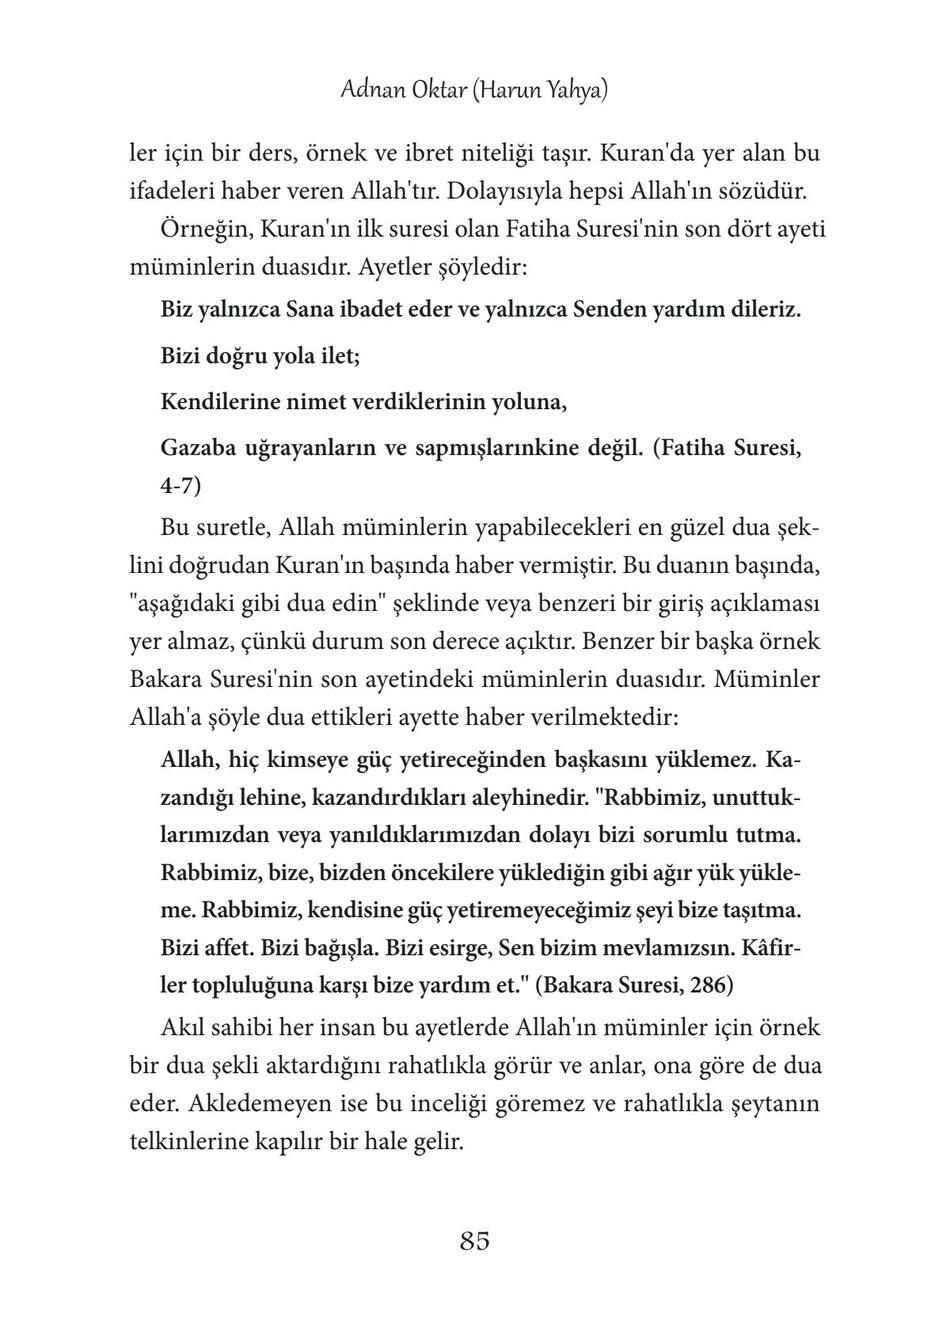 Adnan Oktar (Harun Yahya)
ler için bir ders, örnek ve ibret niteliği taşır. Kuran'da yer alan bu
ifadeleri haber veren Allah'tır. Dolayısıyla hepsi Allah'ın sözüdür.
Örneğin, Kuran'ın ilk suresi olan Fatiha Suresi'nin son dört ayeti
müminlerin duasıdır. Ayetler şöyledir:
Biz yalnızca Sana ibadet eder ve yalnızca Senden yardım dileriz.
Bizi doğru yola ilet;
Kendilerine nimet verdiklerinin yoluna,
Gazaba uğrayanların ve sapmışlarınkine değil. (Fatiha Suresi,
4-7)
Bu suretle, Allah müminlerin yapabilecekleri en güzel dua şek-
lini doğrudan Kuran'ın başında haber vermiştir. Bu duanın başında,
"aşağıdaki gibi dua edin" şeklinde veya benzeri bir giriş açıklaması
yer almaz, çünkü durum son derece açıktır. Benzer bir başka örnek
Bakara Suresi'nin son ayetindeki müminlerin duasıdır. Müminler
Allah'a şöyle dua ettikleri ayette haber verilmektedir:
Allah, hiç kimseye güç yetireceğinden başkasını yüklemez. Ka-
zandığı lehine, kazandırdıkları aleyhinedir. "Rabbimiz, unuttuk-
larımızdan veya yanıldıklarımızdan dolayı bizi sorumlu tutma.
Rabbimiz, bize, bizden öncekilere yüklediğin gibi ağır yük yükle-
me. Rabbimiz, kendisine güç yetiremeyeceğimiz şeyi bize taşıtma.
Bizi affet. Bizi bağışla. Bizi esirge, Sen bizim mevlamızsın. Kâfir-
ler topluluğuna karşı bize yardım et." (Bakara Suresi, 286)
Akıl sahibi her insan bu ayetlerde Allah'ın müminler için örnek
bir dua şekli aktardığını rahatlıkla görür ve anlar, ona göre de dua
eder. Akledemeyen ise bu inceliği göremez ve rahatlıkla şeytanın
telkinlerine kapılır bir hale gelir.
85